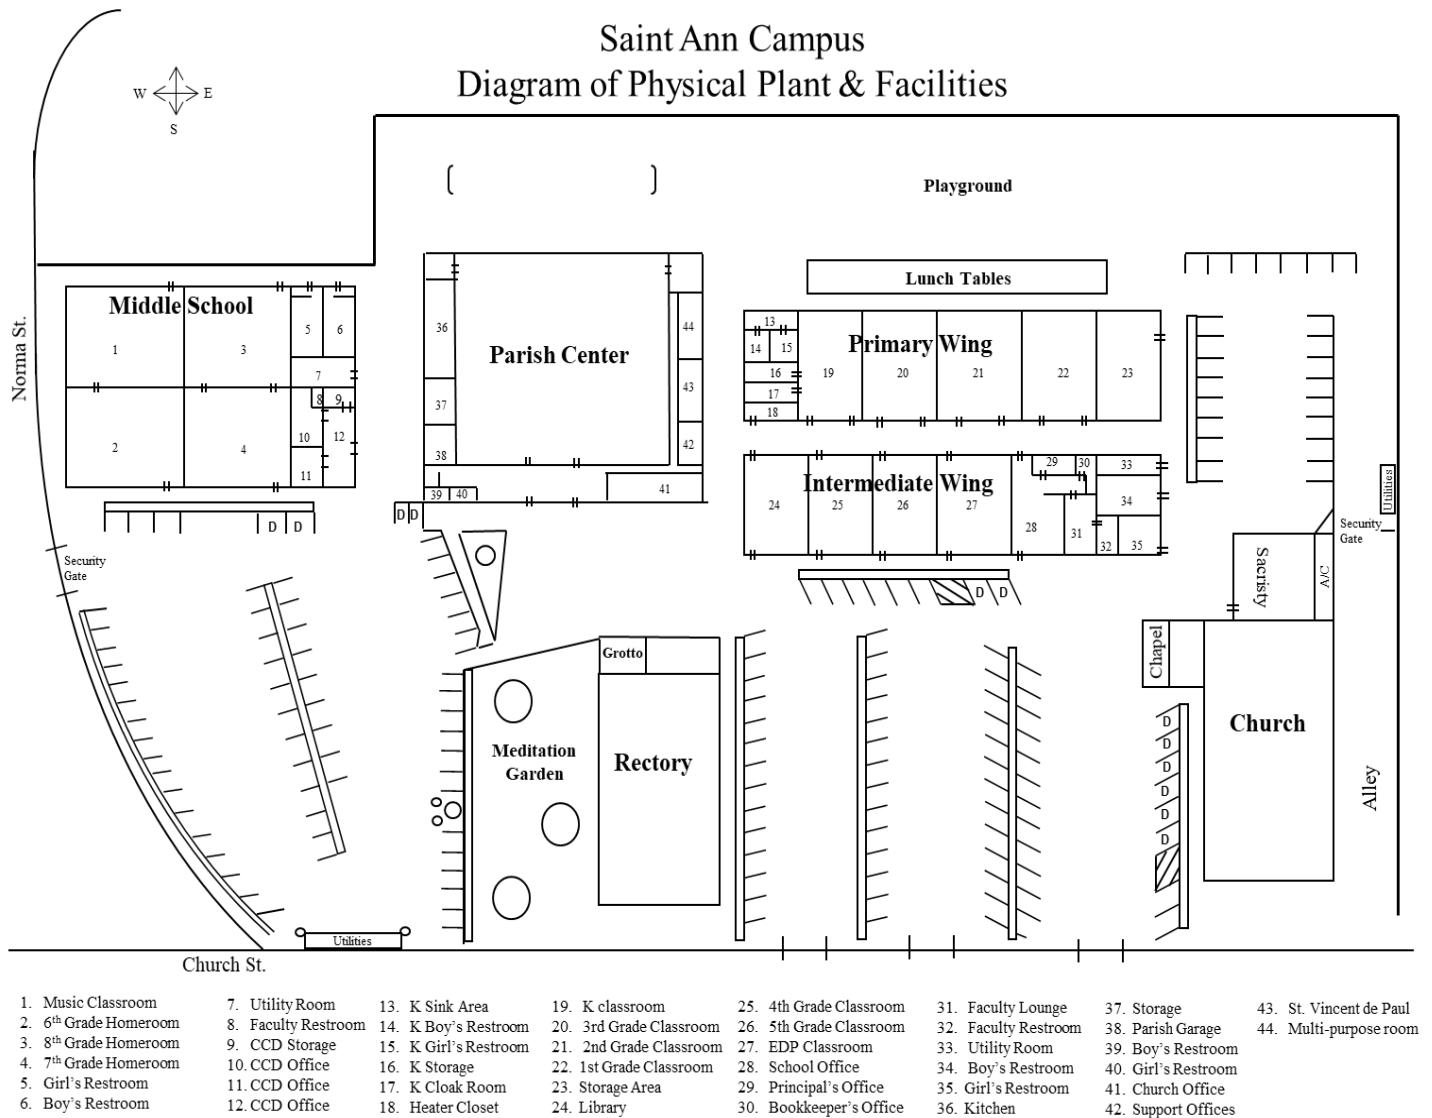 Saint Ann Campus
Diagram of Physical Plant & Facilities
W E
S
Playground
Lunch Tables
Middle School
Parish Center
Primary Wing
Intermediate Wing
Norma St.
1
3
5
6
7
8
9
2
4
10
12
11
36
37
38
39
40
41
44
43
42
13
14
15
16
17
18
19
20
21
22
23
24
25
26
27
28
29
30
31
32
33
34
35
D D
D D
D D
Security
Gate
Utilities
Security
Gate
Sacristy
A/C
Chapel
Church
Alley
Grotto
Meditation
Garden
Rectory
D
D
D
D
D
D
Utilities
Church St.
1. Music Classroom
2. 6th Grade Homeroom
3. 8th Grade Homeroom
4. 7th Grade Homeroom
5. Girl's Restroom
6. Boy's Restroom
7. Utility Room
8. Faculty Restroom
9. CCD Storage
10. CCD Office
11. CCD Office
12. CCD Office
13. K Sink Area
14. K Boy's Restroom
15. K Girl's Restroom
16. K Storage
17. K Cloak Room
18. Heater Closet
19. K classroom
20. 3rd Grade Classroom
21. 2nd Grade Classroom
22. 1st Grade Classroom
23. Storage Area
24. Library
25. 4th Grade Classroom
26. 5th Grade Classroom
27. EDP Classroom
28. School Office
29. Principal's Office
30. Bookkeeper's Office
31. Faculty Lounge
32. Faculty Restroom
33. Utility Room
34. Boy's Restroom
35. Girl's Restroom
36. Kitchen
37. Storage
38. Parish Garage
39. Boy's Restroom
40. Girl's Restroom
41. Church Office
42. Support Offices
43. St. Vincent de Paul
44. Multi-purpose room